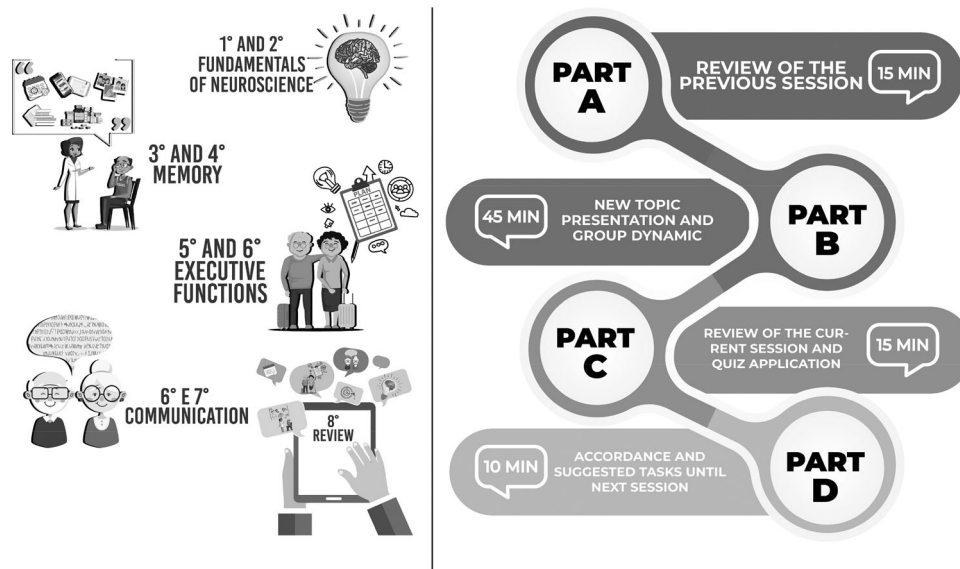 1° AND 2°
FUNDAMENTALS
OF NEUROSCIENCE
3° AND 4°
MEMORY
PLAN
5° AND 6°
EXECUTIVE
FUNCTIONS
6° E 7°
COMMUNICATION
8°
REVIEW
PART
A
REVIEW OF THE
PREVIOUS SESSION
15 MIN
45 MIN
NEW TOPIC
PRESENTATION AND
GROUP DYNAMIC
PART
B
PART
C
REVIEW OF THE CUR-
RENT SESSION AND
QUIZ APPLICATION
15 MIN
10 MIN
ACCORDANCE AND
SUGGESTED TASKS UNTIL
NEXT SESSION
PART
D